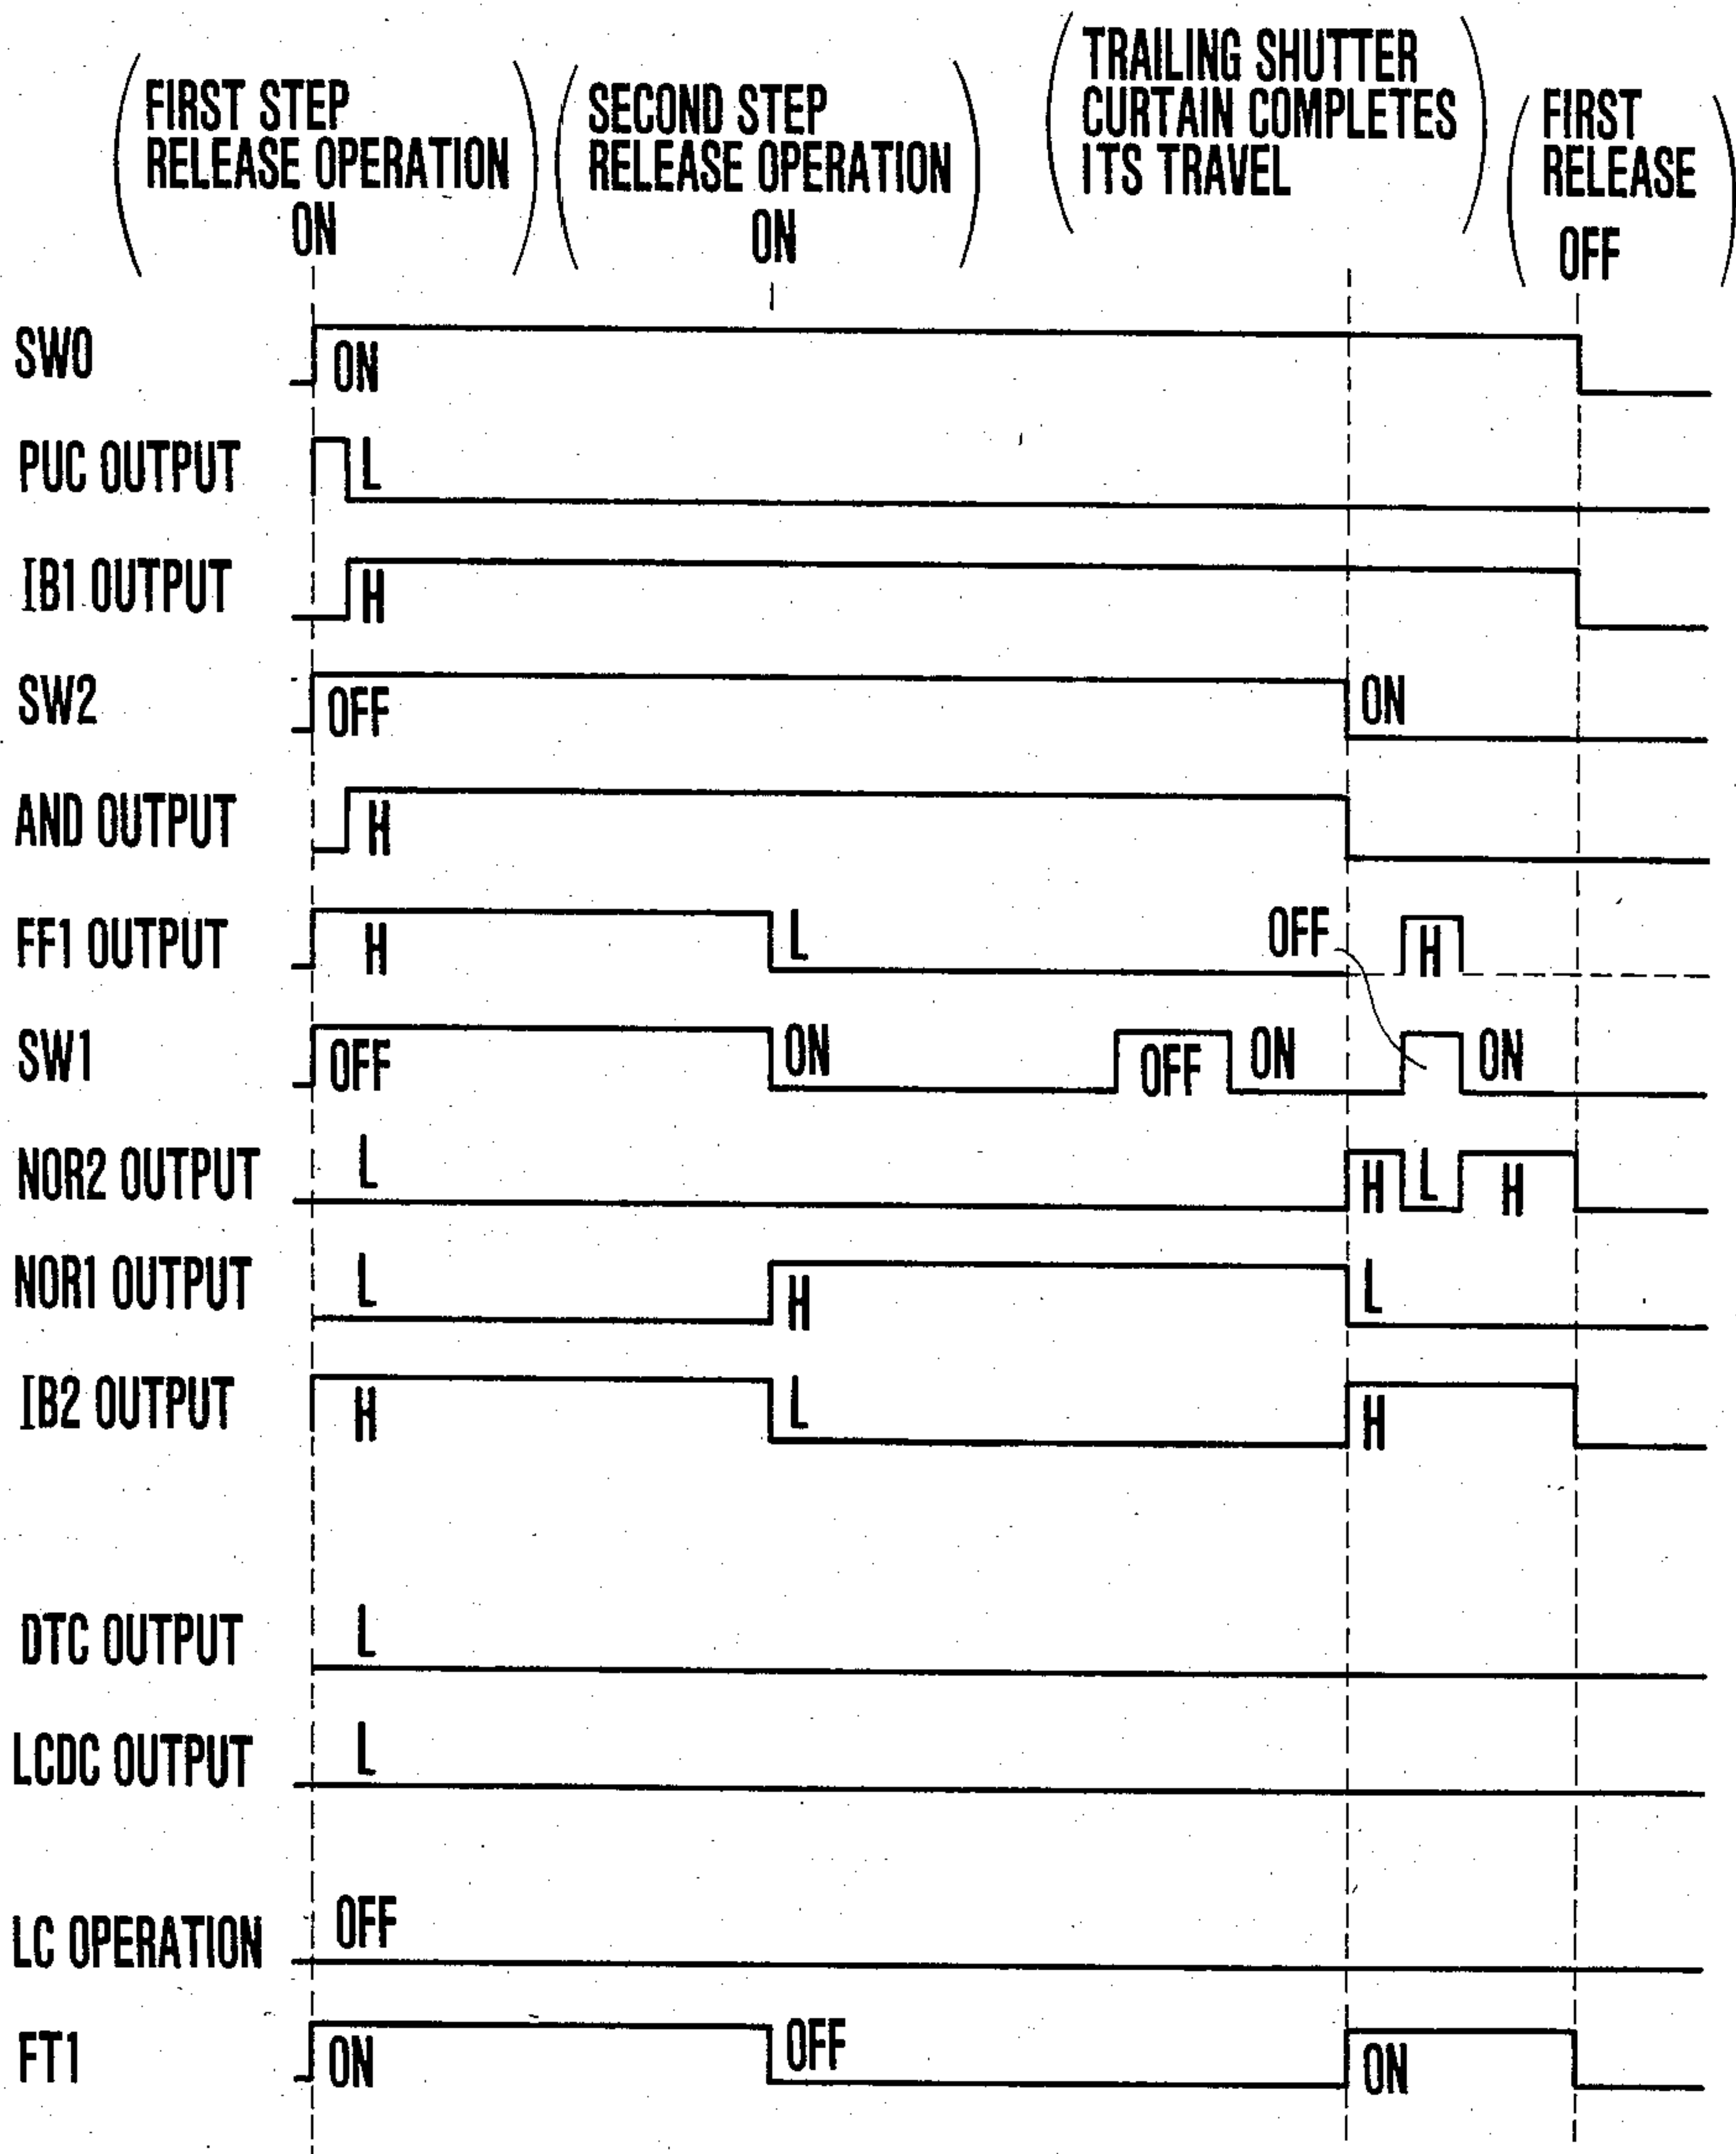 FIRST STEP
RELEASE OPERATION
ON
SECOND STEP
RELEASE OPERATION
ON
TRAILING SHUTTER
CURTAIN COMPLETES
ITS TRAVEL
FIRST
RELEASE
OFF
SW0
ON
PUC OUTPUT
L
IB1 OUTPUT
H
SW2
OFF
ON
AND OUTPUT
H
FF1 OUTPUT
H
L
OFF
H
SW1
OFF
ON
OFF
ON
ON
NOR2 OUTPUT
L
H
L
H
NOR1 OUTPUT
L
H
L
IB2 OUTPUT
H
L
H
DTC OUTPUT
L
LCDC OUTPUT
L
LC OPERATION
OFF
FT1
ON
OFF
ON